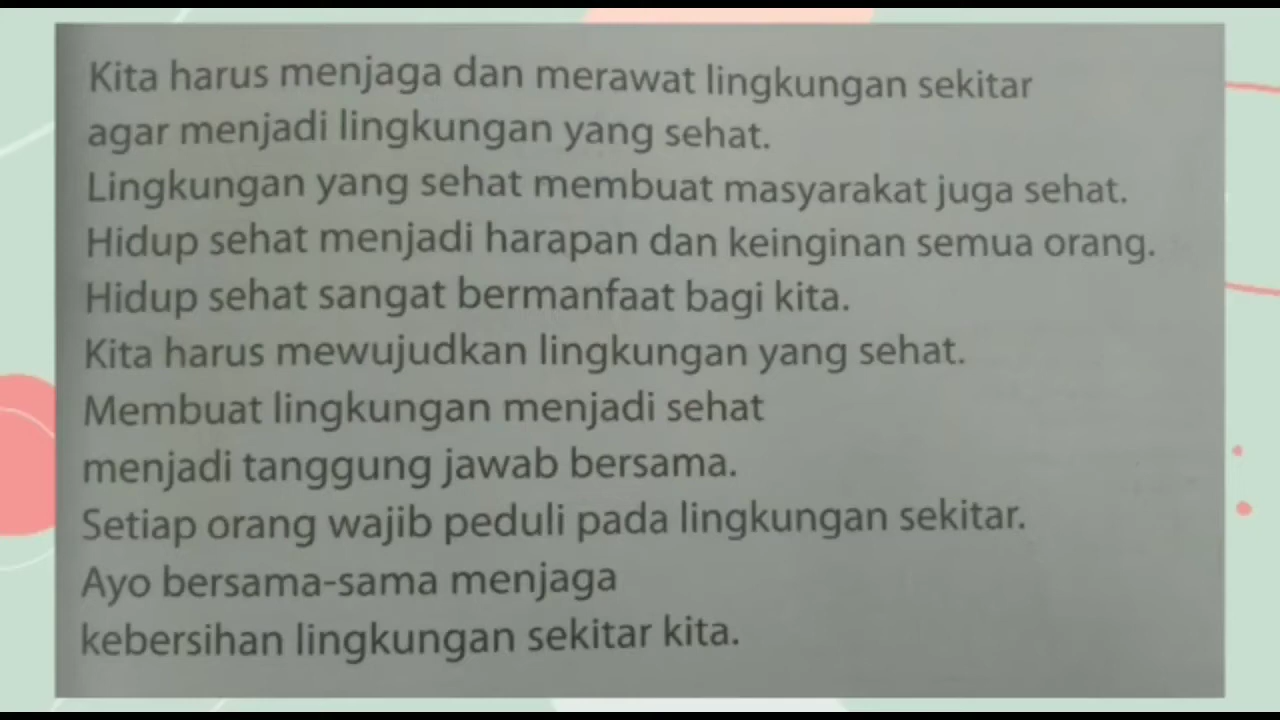 Kita harus menjaga dan merawat lingkungan sekitar
agar menjadi lingkungan yang sehat.
Lingkungan yang sehat membuat masyarakat juga sehat.
Hidup sehat menjadi harapan dan keinginan semua orang.
Hidup sehat sangat bermanfaat bagi kita.
Kita harus mewujudkan lingkungan yang sehat.
Membuat lingkungan menjadi sehat
menjadi tanggung jawab bersama.
Setiap orang wajib peduli pada lingkungan sekitar.
Ayo bersama-sama menjaga
kebersihan lingkungan sekitar kita.